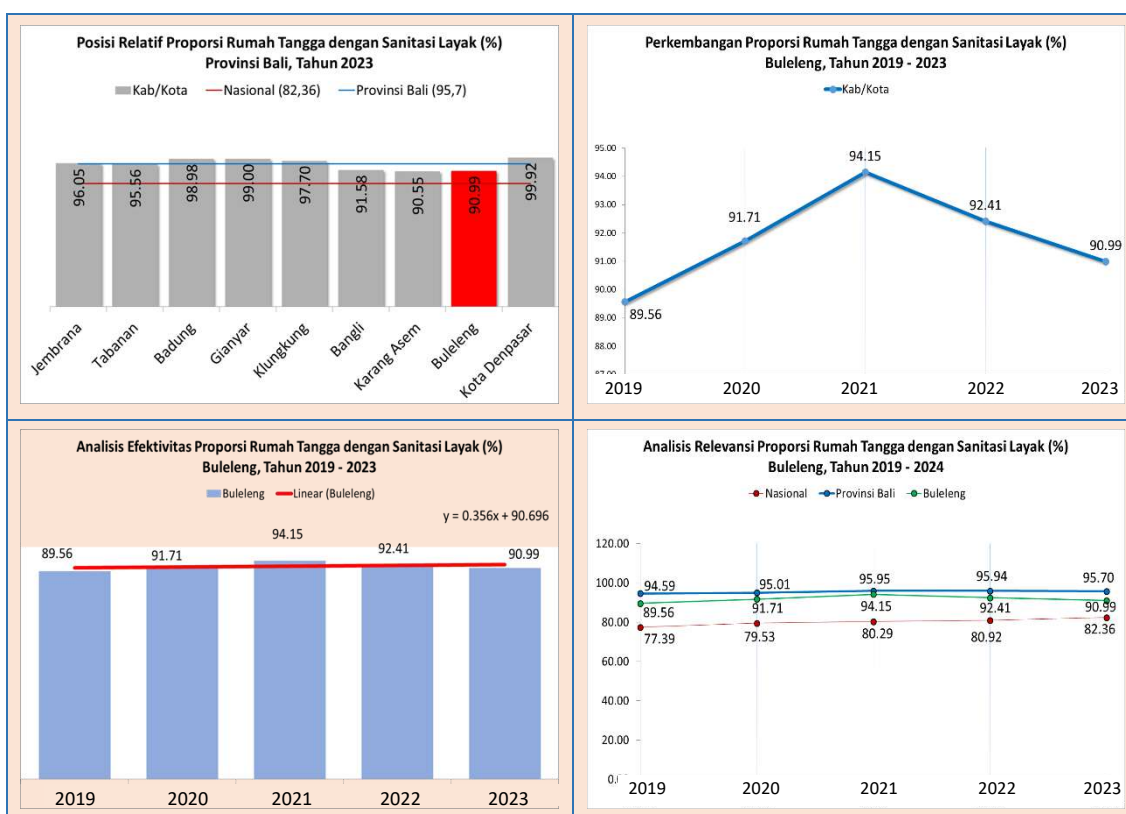 Posisi Relatif Proporsi Rumah Tangga dengan Sanitasi Layak (%)
Provinsi Bali, Tahun 2023
Kab/Kota Nasional (82,36) Provinsi Bali (95,7)
96.05 95.56 98.98 99.00 97.70 91.58 90.55 90.99 99.92
Jembrana Tabanan Badung Gianyar Klungkung Bangli Karang Asem Buleleng Kota Denpasar
Perkembangan Proporsi Rumah Tangga dengan Sanitasi Layak (%)
Buleleng, Tahun 2019 - 2023
Kab/Kota
95.00
94.00
93.00
92.00
91.00
90.00
89.00
88.00
87.00
89.56 91.71 94.15 92.41 90.99
2019 2020 2021 2022 2023
Analisis Efektivitas Proporsi Rumah Tangga dengan Sanitasi Layak (%)
Buleleng, Tahun 2019 - 2023
Buleleng Linear (Buleleng)
y = 0.356x + 90.696
89.56 91.71 94.15 92.41 90.99
2019 2020 2021 2022 2023
Analisis Relevansi Proporsi Rumah Tangga dengan Sanitasi Layak (%)
Buleleng, Tahun 2019 - 2024
Nasional Provinsi Bali Buleleng
120.00
100.00
80.00
60.00
40.00
20.00
94.59 95.01 95.95 95.94 95.70
89.56 91.71 94.15 92.41 90.99
77.39 79.53 80.29 80.92 82.36
2019 2020 2021 2022 2023